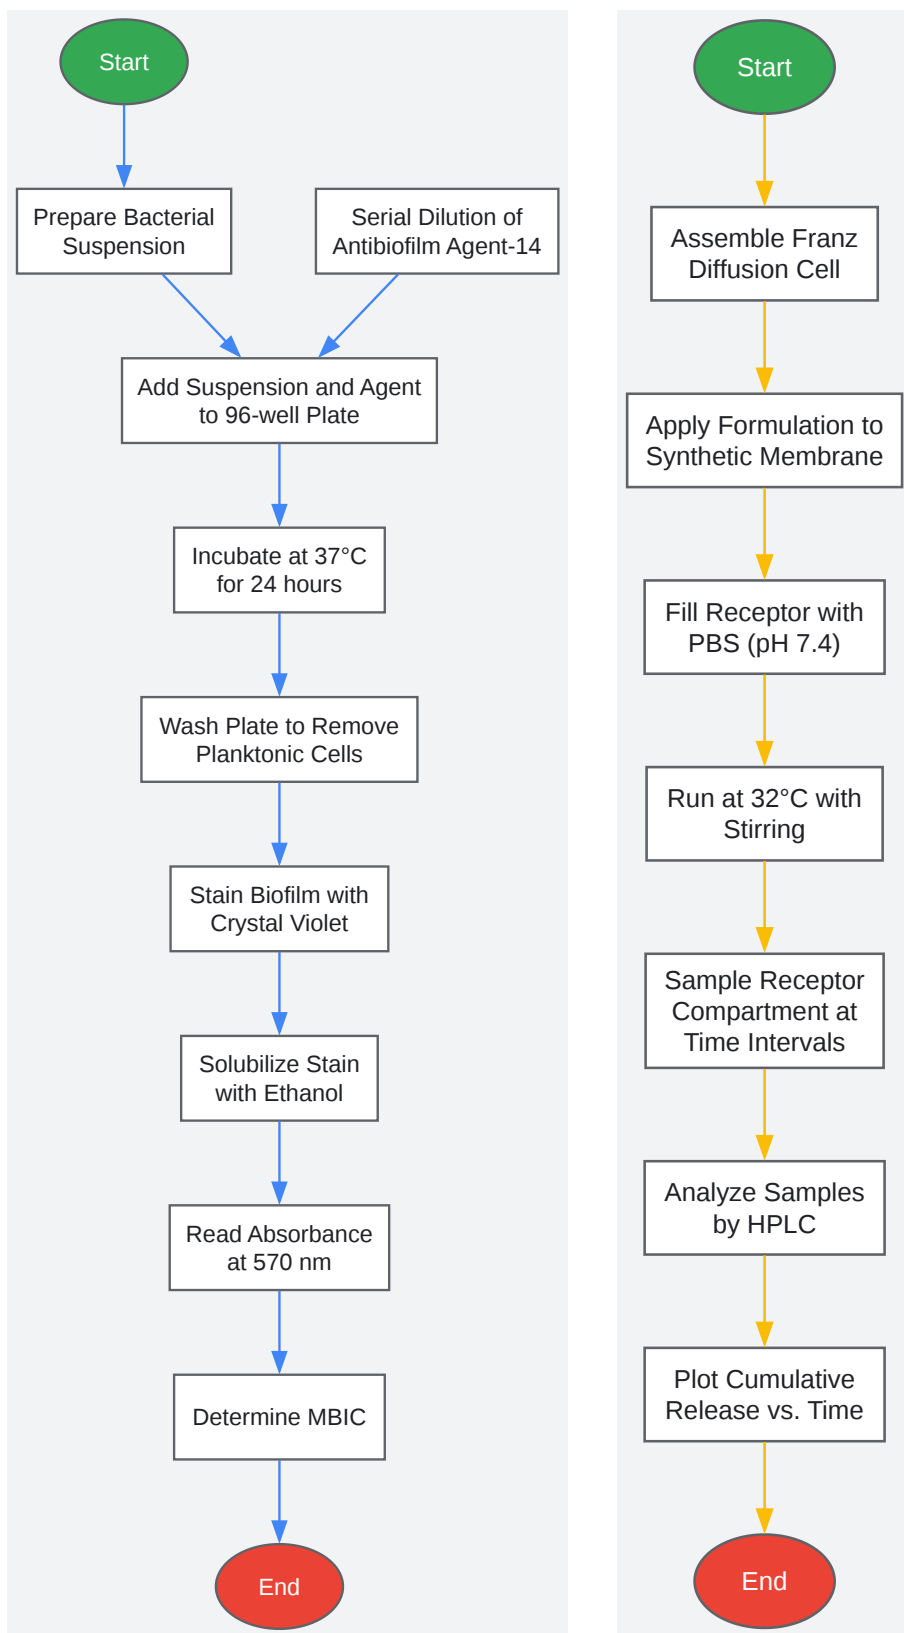 Start
Prepare Bacterial
Suspension
Serial Dilution of
Antibiofilm Agent-14
Add Suspension and Agent
to 96-well Plate
Incubate at 37°C
for 24 hours
Wash Plate to Remove
Planktonic Cells
Stain Biofilm with
Crystal Violet
Solubilize Stain
with Ethanol
Read Absorbance
at 570 nm
Determine MBIC
End
Start
Assemble Franz
Diffusion Cell
Apply Formulation to
Synthetic Membrane
Fill Receptor with
PBS (pH 7.4)
Run at 32°C with
Stirring
Sample Receptor
Compartment at
Time Intervals
Analyze Samples
by HPLC
Plot Cumulative
Release vs. Time
End